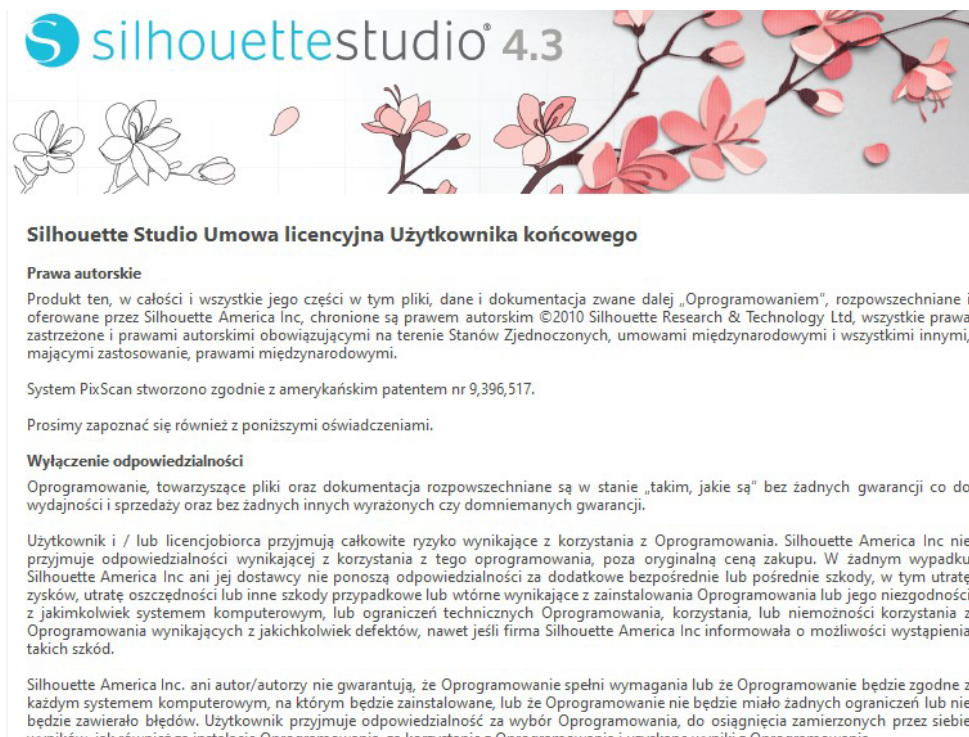 silhouettestudio® 4.3
Silhouette Studio Umowa licencyjna Użytkownika końcowego
Prawa autorskie
Produkt ten, w całości i wszystkie jego części w tym pliki, dane i dokumentacja zwane dalej „Oprogramowaniem”, rozpowszechniane i
oferowane przez Silhouette America Inc, chronione są prawem autorskim ©2010 Silhouette Research & Technology Ltd, wszystkie prawa
zastrzeżone i prawami autorskimi obowiązującymi na terenie Stanów Zjednoczonych, umowami międzynarodowymi i wszystkimi innymi,
mającymi zastosowanie, prawami międzynarodowymi.
System PixScan stworzono zgodnie z amerykańskim patentem nr 9,396,517.
Prosimy zapoznać się również z poniższymi oświadczeniami.
Wyłączenie odpowiedzialności
Oprogramowanie, towarzyszące pliki oraz dokumentacja rozpowszechniane są w stanie „takim, jakie są” bez żadnych gwarancji co do
wydajności i sprzedaży oraz bez żadnych innych wyrażonych czy domniemanych gwarancji.
Użytkownik i / lub licencjobiorca przyjmują całkowite ryzyko wynikające z korzystania z Oprogramowania. Silhouette America Inc nie
przyjmuje odpowiedzialności wynikającej z korzystania z tego oprogramowania, poza oryginalną ceną zakupu. W żadnym wypadku
Silhouette America Inc ani jej dostawcy nie ponoszą odpowiedzialności za dodatkowe bezpośrednie lub pośrednie szkody, w tym utratę
zysków, utratę oszczędności lub inne szkody przypadkowe lub wtórne wynikające z zainstalowania Oprogramowania lub jego niezgodności
z jakimkolwiek systemem komputerowym, lub ograniczeń technicznych Oprogramowania, korzystania, lub niemożności korzystania z
Oprogramowania wynikających z jakichkolwiek defektów, nawet jeśli firma Silhouette America Inc informowała o możliwości wystąpienia
takich szkód.
Silhouette America Inc. ani autor/autorzy nie gwarantują, że Oprogramowanie spełni wymagania lub że Oprogramowanie będzie zgodne z
każdym systemem komputerowym, na którym będzie zainstalowane, lub że Oprogramowanie nie będzie miało żadnych ograniczeń lub nie
będzie zawierało błędów. Użytkownik przyjmuje odpowiedzialność za wybór Oprogramowania, do osiągnięcia zamierzonych przez siebie